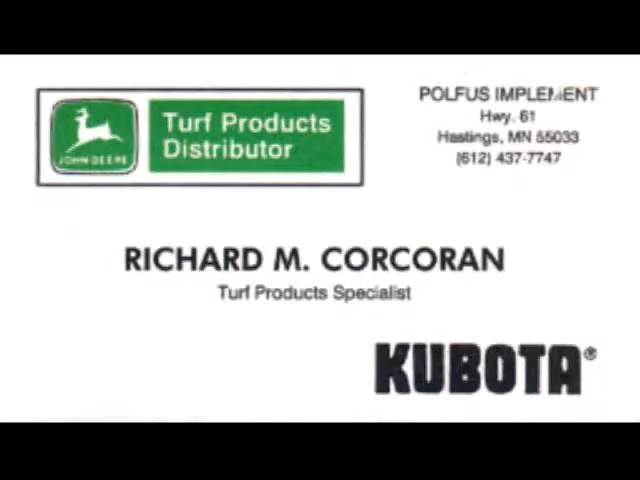 JOHN DEERE
Turf Products
Distributor
POLFUS IMPLEMENT
Hwy. 61
Hastings, MN 55033
(612) 437-7747
RICHARD M. CORCORAN
Turf Products Specialist
KUBOTA®